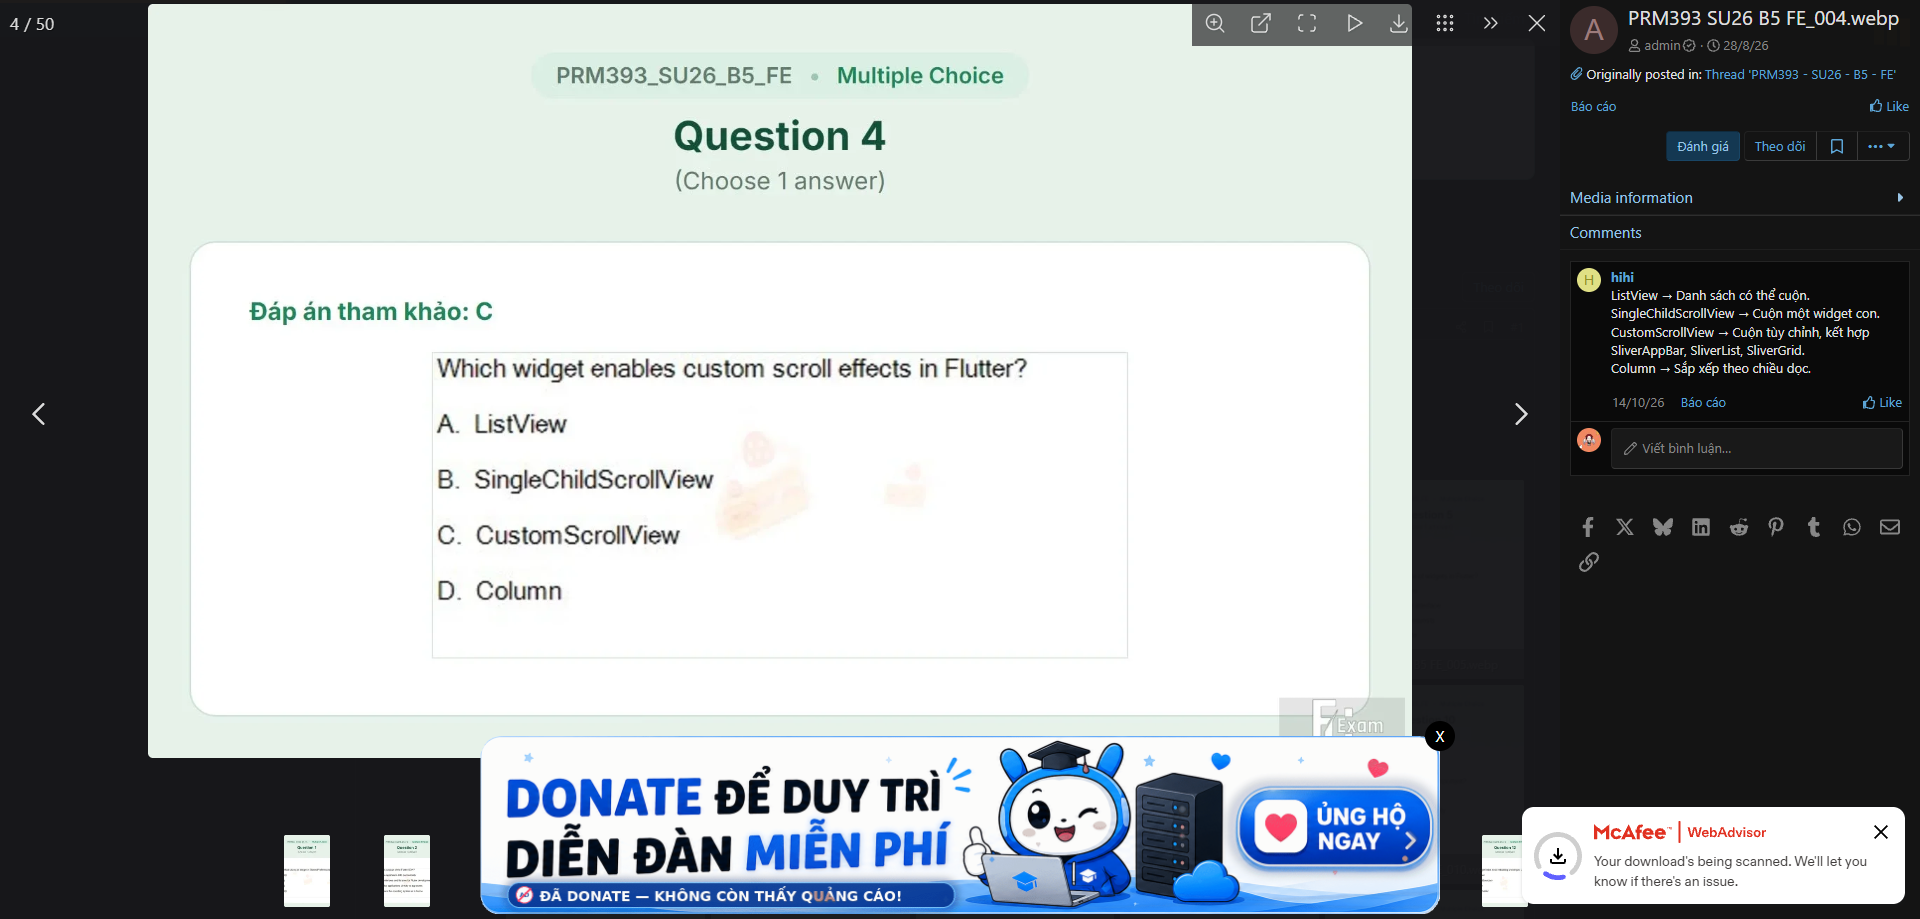 4 / 50
PRM393_SU26_B5_FE • Multiple Choice
Question 4
(Choose 1 answer)
Đáp án tham khảo: C
Which widget enables custom scroll effects in Flutter?
A. ListView
B. SingleChildScrollView
C. CustomScrollView
D. Column
Exam
X
DONATE ĐỂ DUY TRÌ
DIỄN ĐÀN MIỄN PHÍ
ĐÃ DONATE — KHÔNG CÒN THẤY QUẢNG CÁO!
ỦNG HỘ
NGAY
Question 1
Question 2
A
PRM393 SU26 B5 FE_004.webp
admin · 28/8/26
Originally posted in: Thread 'PRM393 - SU26 - B5 - FE'
Báo cáo
Like
Đánh giá
Theo dõi
Media information
Comments
H
hihi
ListView → Danh sách có thể cuộn.
SingleChildScrollView → Cuộn một widget con.
CustomScrollView → Cuộn tùy chỉnh, kết hợp
SliverAppBar, SliverList, SliverGrid.
Column → Sắp xếp theo chiều dọc.
14/10/26 Báo cáo
Like
Viết bình luận...
McAfee™ | WebAdvisor
Your download's being scanned. We'll let you
know if there's an issue.